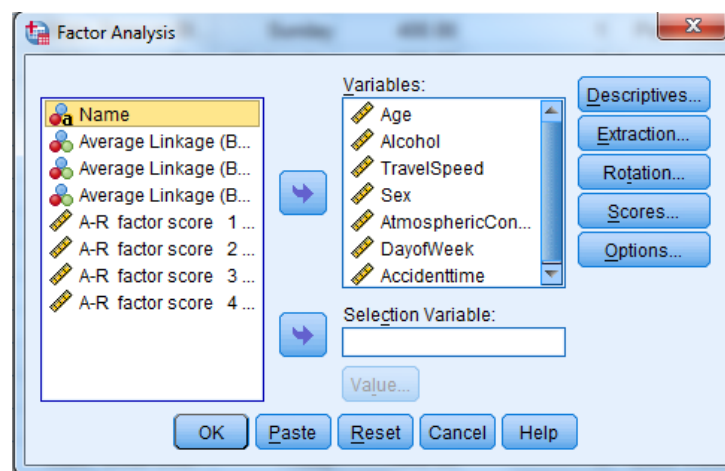 Factor Analysis
Name
Average Linkage (B...
Average Linkage (B...
Average Linkage (B...
A-R factor score 1 ...
A-R factor score 2 ...
A-R factor score 3 ...
A-R factor score 4 ...
Variables:
Age
Alcohol
TravelSpeed
Sex
AtmosphericCon...
DayofWeek
Accidenttime
Selection Variable:
Value...
Descriptives...
Extraction...
Rotation...
Scores...
Options...
OK Paste Reset Cancel Help